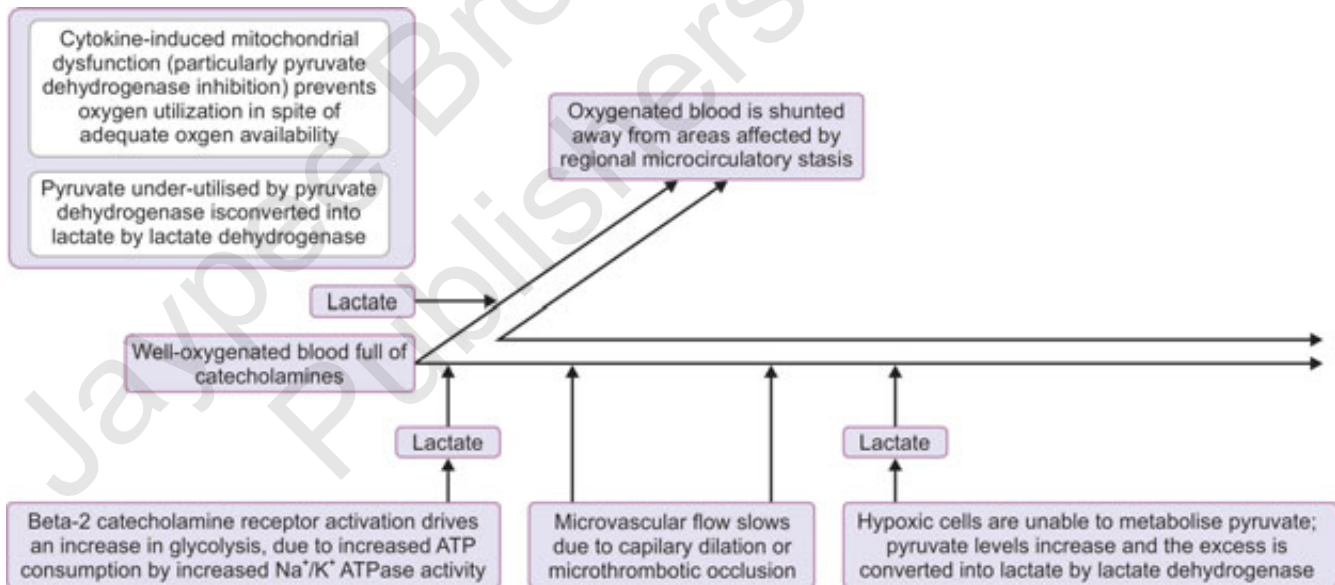 Cytokine-induced mitochondrial
dysfunction (particularly pyruvate
dehydrogenase inhibition) prevents
oxygen utilization in spite of
adequate oxgen availability
Pyruvate under-utilised by pyruvate
dehydrogenase isconverted into
lactate by lactate dehydrogenase
Oxygenated blood is shunted
away from areas affected by
regional microcirculatory stasis
Lactate
Well-oxygenated blood full of
catecholamines
Lactate
Lactate
Beta-2 catecholamine receptor activation drives
an increase in glycolysis, due to increased ATP
consumption by increased Na⁺/K⁺ ATPase activity
Microvascular flow slows
due to capilary dilation or
microthrombotic occlusion
Hypoxic cells are unable to metabolise pyruvate;
pyruvate levels increase and the excess is
converted into lactate by lactate dehydrogenase
Jaypee Bro
Publishers